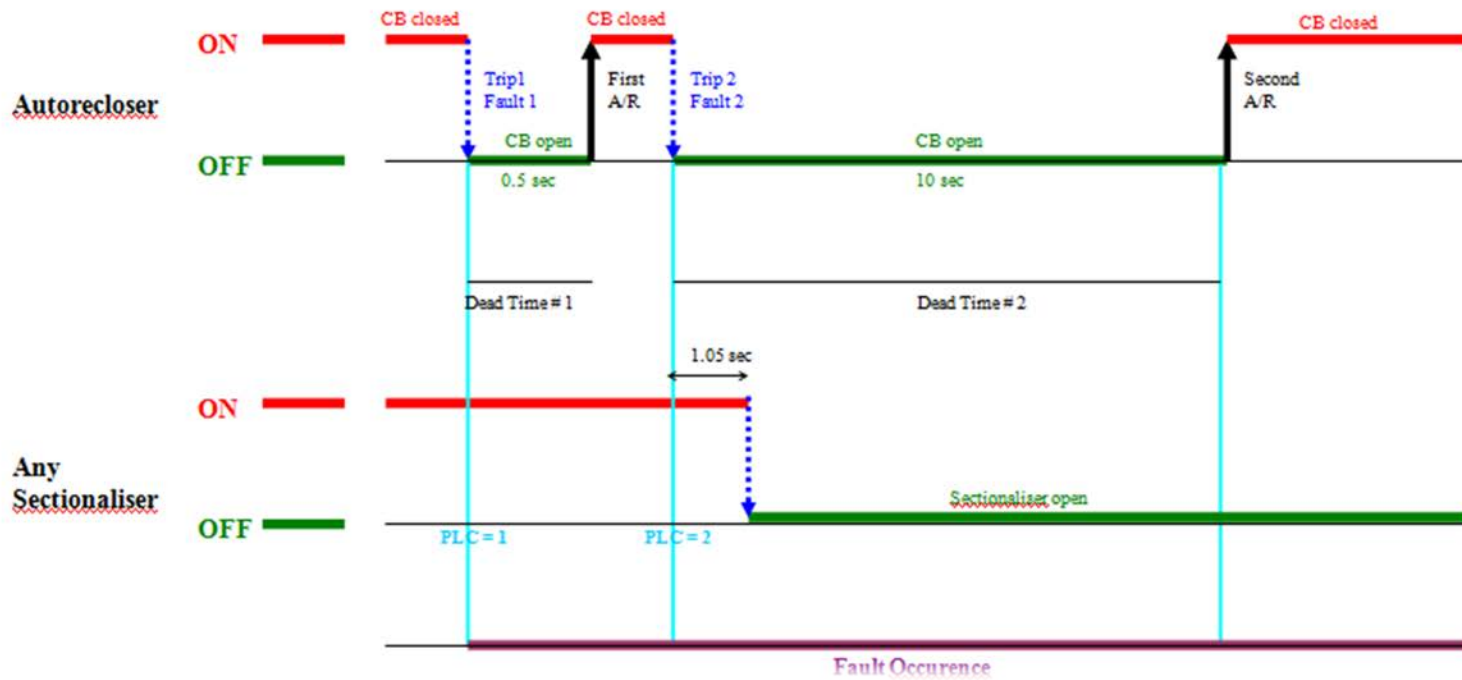 CB closed
CB closed
CB closed
ON
Trip1
Fault 1
First
A/R
Trip 2
Fault 2
Second
A/R
Autorecloser
CB open
CB open
OFF
0.5 sec
10 sec
Dead Time # 1
Dead Time # 2
1.05 sec
ON
Any
Sectionaliser
Sectionaliser open
OFF
PLC = 1
PLC = 2
Fault Occurence